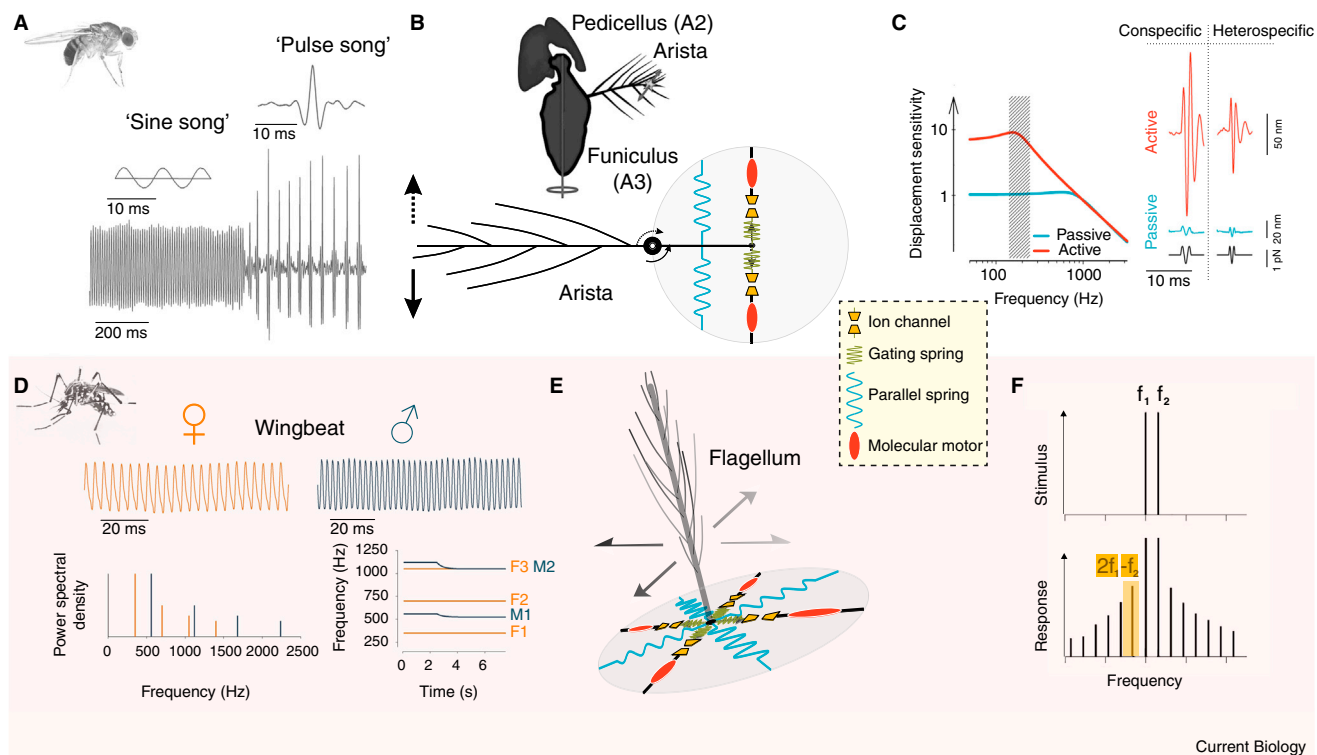 A
'Sine song'
'Pulse song'
10 ms
10 ms
200 ms
B
Pedicellus (A2)
Arista
Funiculus
(A3)
Arista
C
Conspecific
Heterospecific
Displacement sensitivity
10
1
Passive
Active
100
1000
Frequency (Hz)
Active
Passive
50 nm
20 nm
1 pN
10 ms
Ion channel
Gating spring
Parallel spring
Molecular motor
D
♀
Wingbeat
♂
20 ms
20 ms
Power spectral
density
0
500
1000
1500
2000
2500
Frequency (Hz)
Frequency (Hz)
1250
1000
750
500
250
F3 M2
F2
M1
F1
0
2
4
6
Time (s)
E
Flagellum
F
f1 f2
Stimulus
2f1-f2
Response
Frequency
Current Biology